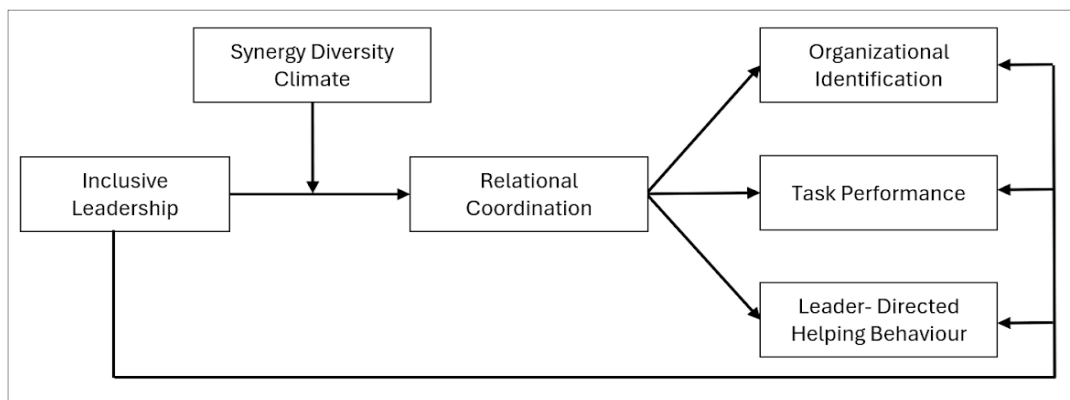 Synergy Diversity
Climate
Organizational
Identification
Inclusive
Leadership
Relational
Coordination
Task Performance
Leader- Directed
Helping Behaviour